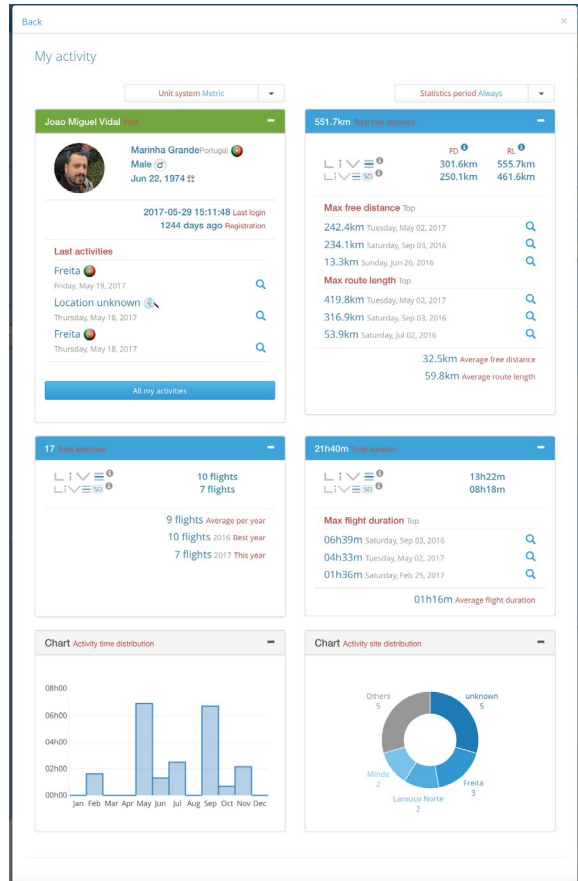 Back ×
My activity
Unit system Metric
Statistics period Always
Joao Miguel Vidal Pilot
Marinha Grande Portugal
Male
Jun 22, 1974
2017-05-29 15:11:48 Last login
1244 days ago Registration
Last activities
Freita
Friday, May 19, 2017
Location unknown
Thursday, May 18, 2017
Freita
Thursday, May 18, 2017
All my activities
551.7km Total free distance
FD RL
LiVE 301.6km 555.7km
LiVE SD 250.1km 461.6km
Max free distance Top
242.4km Tuesday, May 02, 2017
234.1km Saturday, Sep 03, 2016
13.3km Sunday, Jun 26, 2016
Max route length Top
419.8km Tuesday, May 02, 2017
316.9km Saturday, Sep 03, 2016
53.9km Saturday, Jul 02, 2016
32.5km Average free distance
59.8km Average route length
17 Total activities
LiVE 10 flights
LiVE SD 7 flights
9 flights Average per year
10 flights 2016 Best year
7 flights 2017 This year
21h40m Total duration
LiVE 13h22m
LiVE SD 08h18m
Max flight duration Top
06h39m Saturday, Sep 03, 2016
04h33m Tuesday, May 02, 2017
01h36m Saturday, Feb 25, 2017
01h16m Average flight duration
Chart Activity time distribution
08h00
06h00
04h00
02h00
00h00
Jan Feb Mar Apr May Jun Jul Aug Sep Oct Nov Dec
Chart Activity site distribution
Others
5
unknown
5
Minde
2
Freita
3
Larouco Norte
2